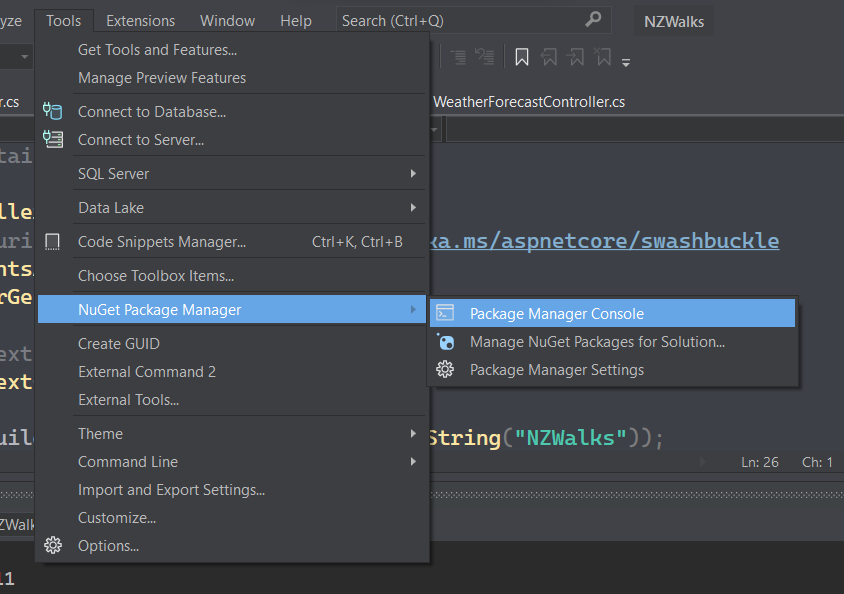 Tools Extensions Window Help Search (Ctrl+Q) NZWalks
Get Tools and Features...
Manage Preview Features
WeatherForecastController.cs
Connect to Database...
Connect to Server...
SQL Server
Data Lake
Code Snippets Manager... Ctrl+K, Ctrl+B
ka.ms/aspnetcore/swashbuckle
Choose Toolbox Items...
NuGet Package Manager
Package Manager Console
Create GUID
Manage NuGet Packages for Solution...
External Command 2
Package Manager Settings
External Tools...
Theme
String("NZWalks"));
Command Line
Ln: 26 Ch: 1
Import and Export Settings...
Customize...
Options...